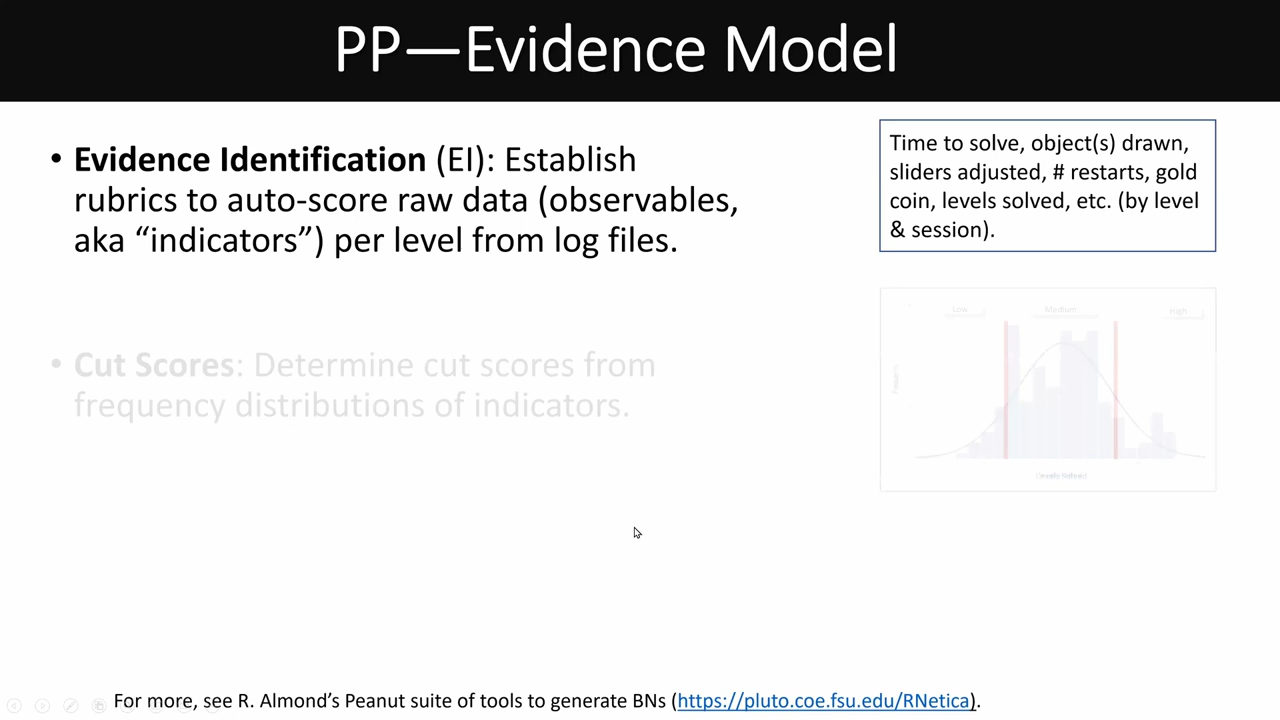 PP—Evidence Model
• Evidence Identification (EI): Establish
rubrics to auto-score raw data (observables,
aka “indicators”) per level from log files.
Time to solve, object(s) drawn,
sliders adjusted, # restarts, gold
coin, levels solved, etc. (by level
& session).
• Cut Scores: Determine cut scores from
frequency distributions of indicators.
Low
Medium
High
For more, see R. Almond’s Peanut suite of tools to generate BNs (https://pluto.coe.fsu.edu/RNetica).